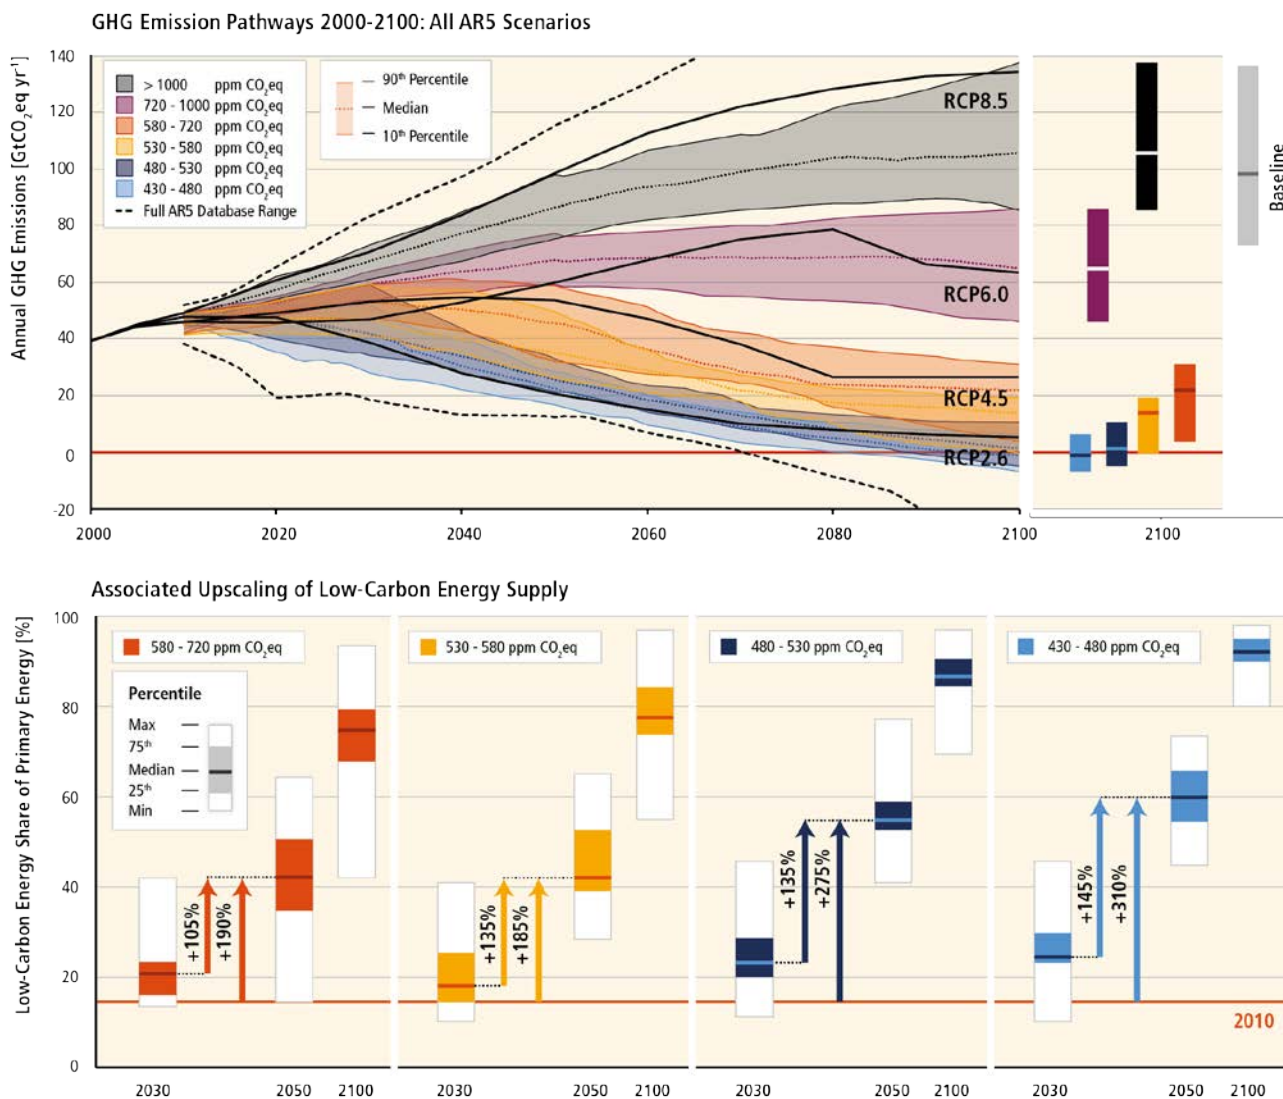 GHG Emission Pathways 2000-2100: All AR5 Scenarios
Annual GHG Emissions [GtCO₂eq yr⁻¹]
140
120
100
80
60
40
20
0
-20
> 1000 ppm CO₂eq
720 - 1000 ppm CO₂eq
580 - 720 ppm CO₂eq
530 - 580 ppm CO₂eq
480 - 530 ppm CO₂eq
430 - 480 ppm CO₂eq
Full AR5 Database Range
90th Percentile
Median
10th Percentile
RCP8.5
RCP6.0
RCP4.5
RCP2.6
Baseline
2000 2020 2040 2060 2080 2100 2100
Associated Upscaling of Low-Carbon Energy Supply
Low-Carbon Energy Share of Primary Energy [%]
100
80
60
40
20
0
580 - 720 ppm CO₂eq
Percentile
Max
75th
Median
25th
Min
+105%
+190%
530 - 580 ppm CO₂eq
+135%
+185%
480 - 530 ppm CO₂eq
+135%
+275%
430 - 480 ppm CO₂eq
+145%
+310%
2010
2030 2050 2100 2030 2050 2100 2030 2050 2100 2030 2050 2100